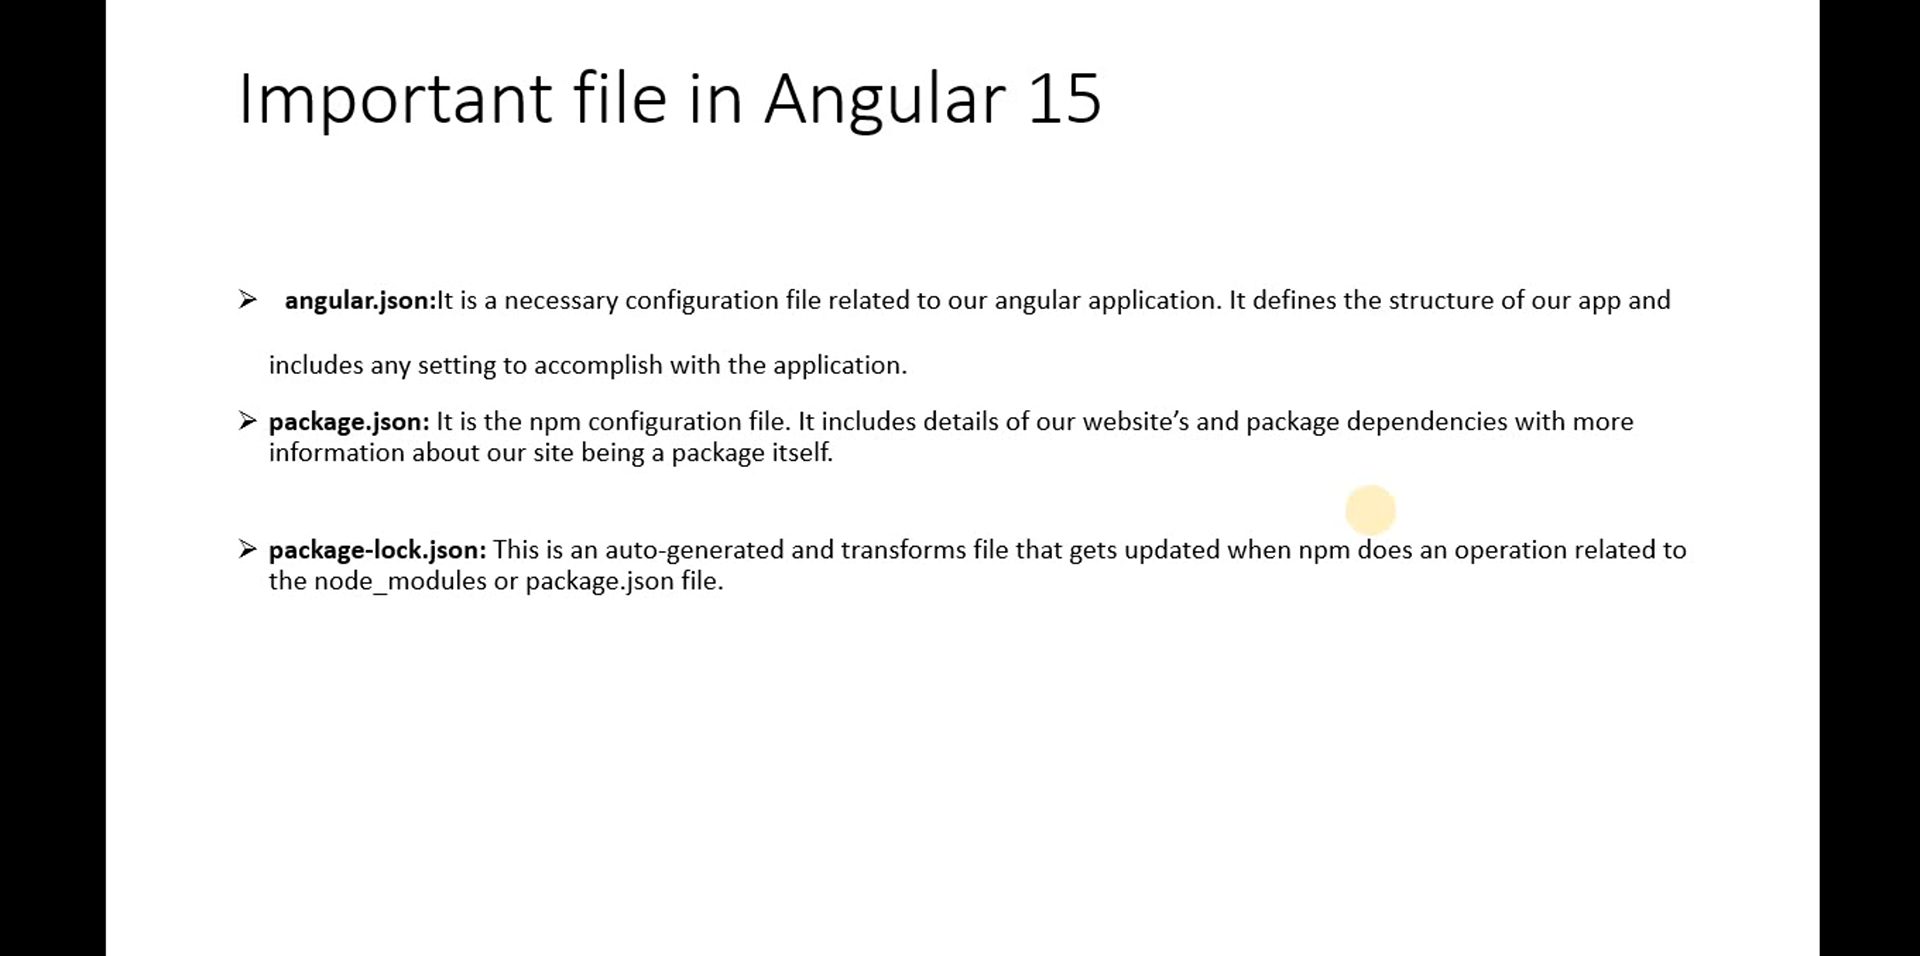 Important file in Angular 15
➢ angular.json:It is a necessary configuration file related to our angular application. It defines the structure of our app and
includes any setting to accomplish with the application.
➢ package.json: It is the npm configuration file. It includes details of our website’s and package dependencies with more
information about our site being a package itself.
➢ package-lock.json: This is an auto-generated and transforms file that gets updated when npm does an operation related to
the node_modules or package.json file.